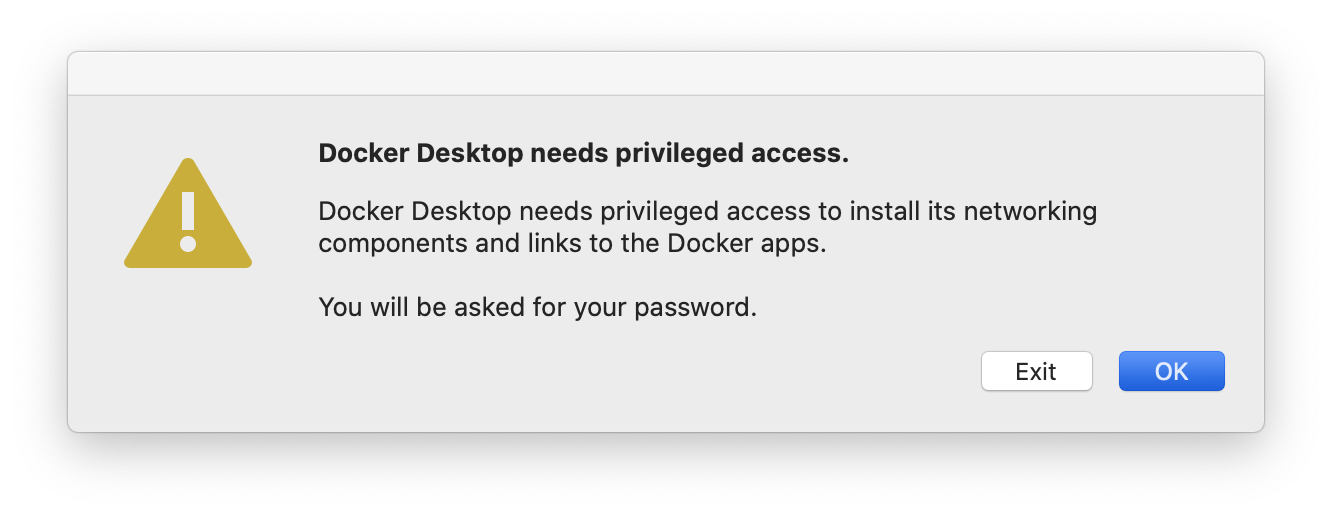 Docker Desktop needs privileged access.
Docker Desktop needs privileged access to install its networking
components and links to the Docker apps.
You will be asked for your password.
Exit
OK